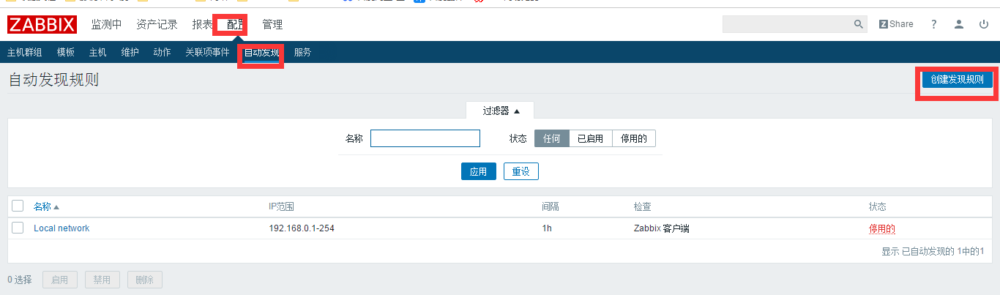 ZABBIX 监测中 资产记录 报表 配置 管理 Z Share ?
主机群组 模板 主机 维护 动作 关联项事件 自动发现 服务
自动发现规则 创建发现规则
过滤器 ▲
名称 状态 任何 已启用 停用的
应用 重设
名称 ▲ IP范围 间隔 检查 状态
Local network 192.168.0.1-254 1h Zabbix 客户端 停用的
显示 已自动发现的 1中的1
0 选择 启用 禁用 删除